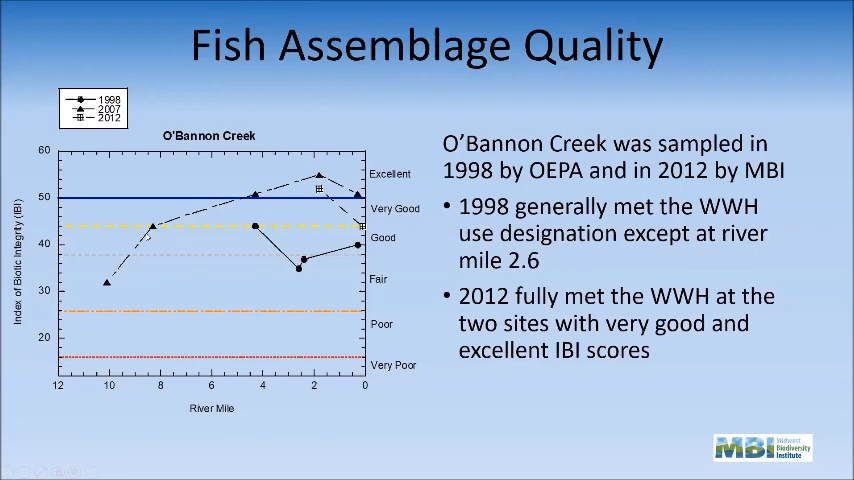 Fish Assemblage Quality
1998
2007
2012
O'Bannon Creek
60
50
40
30
20
Index of Biotic Integrity (IBI)
12
10
8
6
4
2
0
River Mile
Excellent
Very Good
Good
Fair
Poor
Very Poor
O'Bannon Creek was sampled in
1998 by OEPA and in 2012 by MBI
• 1998 generally met the WWH
use designation except at river
mile 2.6
• 2012 fully met the WWH at the
two sites with very good and
excellent IBI scores
MBI
Midwest
Biodiversity
Institute